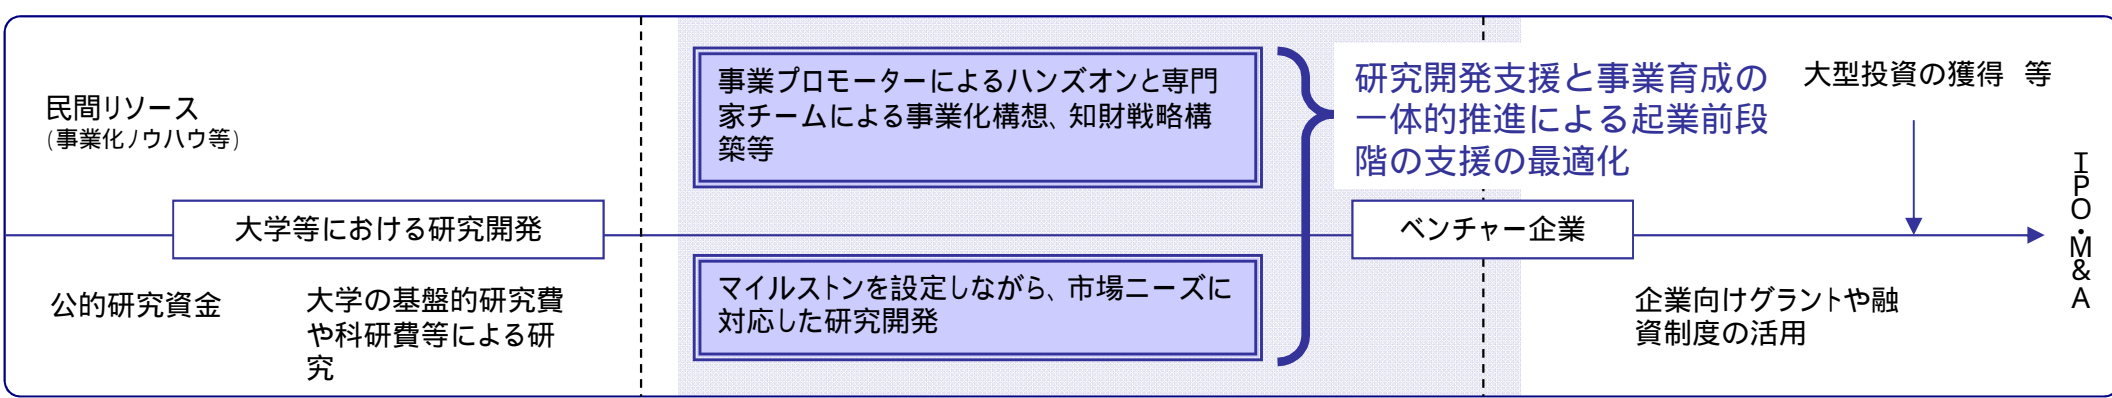 民間リソース
(事業化ノウハウ等)
大学等における研究開発
公的研究資金
大学の基盤的研究費
や科研費等による研
究
事業プロモーターによるハンズオンと専門
家チームによる事業化構想、知財戦略構
築等
マイルストンを設定しながら、市場ニーズに
対応した研究開発
研究開発支援と事業育成の
一体的推進による起業前段
階の支援の最適化
ベンチャー企業
大型投資の獲得 等
企業向けグラントや融
資制度の活用
IPO・M&A